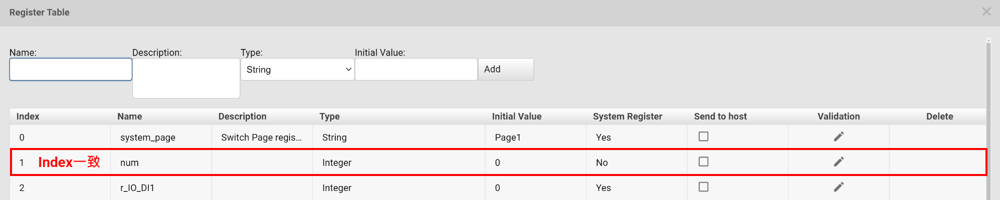 Register Table
Name: Description: Type: Initial Value:
String Add
Index Name Description Type Initial Value System Register Send to host Validation Delete
0 system_page Switch Page regis... String Page1 Yes
1 Index一致 num Integer 0 No
2 r_IO_DI1 Integer 0 Yes